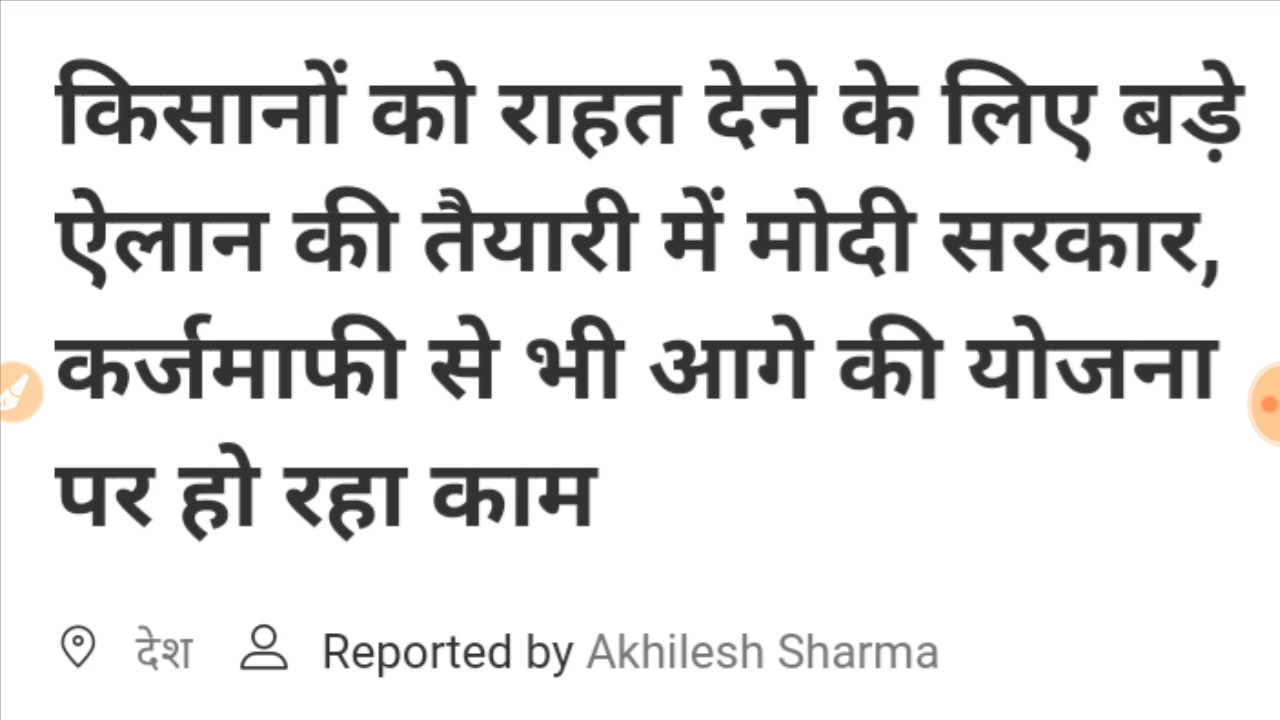 किसानों को राहत देने के लिए बड़े
ऐलान की तैयारी में मोदी सरकार,
कर्जमाफी से भी आगे की योजना
पर हो रहा काम
देश Reported by Akhilesh Sharma